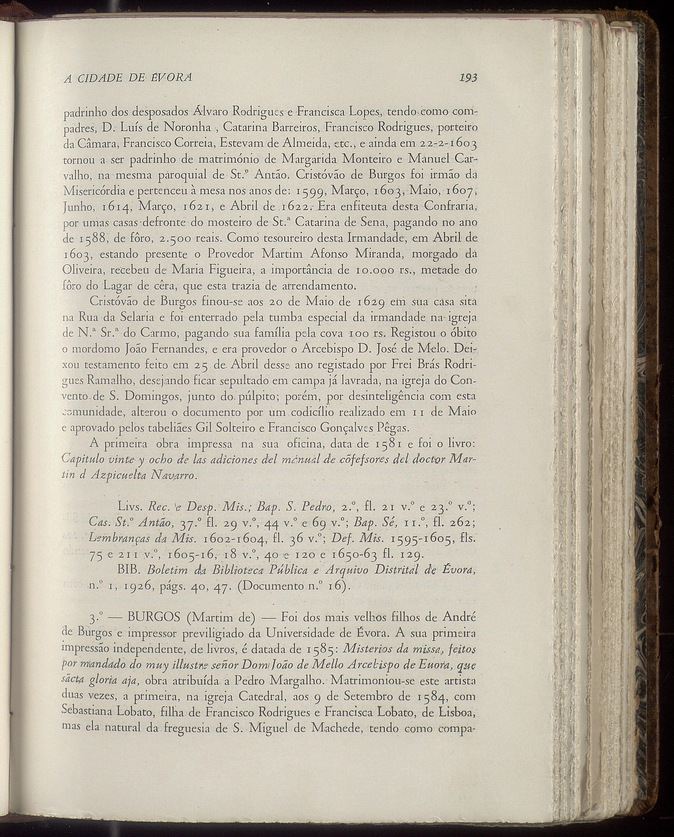 A CIDADE DE ÉVORA 193
padrinho dos desposados Álvaro Rodrigues e Francisca Lopes, tendo como com-
padres, D. Luís de Noronha , Catarina Barreiros, Francisco Rodrigues, porteiro
da Câmara, Francisco Correia, Estevam de Almeida, etc., e ainda em 22-2-1603
tornou a ser padrinho de matrimónio de Margarida Monteiro e Manuel Car-
valho, na mesma paroquial de St.º Antão. Cristóvão de Burgos foi irmão da
Misericórdia e pertenceu à mesa nos anos de: 1599, Março, 1603, Maio, 1607,
Junho, 1614, Março, 1621, e Abril de 1622. Era enfiteuta desta Confraria,
por umas casas defronte do mosteiro de St.ª Catarina de Sena, pagando no ano
de 1588, de fôro, 2.500 reais. Como tesoureiro desta Irmandade, em Abril de
1603, estando presente o Provedor Martim Afonso Miranda, morgado da
Oliveira, recebeu de Maria Figueira, a importância de 10.000 rs., metade do
fôro do Lagar de cêra, que esta trazia de arrendamento.
Cristóvão de Burgos finou-se aos 20 de Maio de 1629 em sua casa sita
na Rua da Selaria e foi enterrado pela tumba especial da irmandade na igreja
de N.ª Sr.ª do Carmo, pagando sua família pela cova 100 rs. Registou o óbito
o mordomo João Fernandes, e era provedor o Arcebispo D. José de Melo. Dei-
xou testamento feito em 25 de Abril desse ano registado por Frei Brás Rodri-
gues Ramalho, desejando ficar sepultado em campa já lavrada, na igreja do Con-
vento de S. Domingos, junto do púlpito; porém, por desinteligência com esta
comunidade, alterou o documento por um codicílio realizado em 11 de Maio
e aprovado pelos tabeliães Gil Solteiro e Francisco Gonçalves Pêgas.
A primeira obra impressa na sua oficina, data de 1581 e foi o livro:
Capitulo vinte y ocho de las adiciones del menual de cõfessores del doctor Mar-
tin d Azpicuelta Navarro.
Livs. Rec. e Desp. Mis.; Bap. S. Pedro, 2.º, fl. 21 v.º e 23.º v.º;
Cas. St.º Antão, 37.º fl. 29 v.º, 44 v.º e 69 v.º; Bap. Sé, 11.º, fl. 262;
Lembranças da Mis. 1602-1604, fl. 36 v.º; Def. Mis. 1595-1605, fls.
75 e 211 v.º, 1605-16, 18 v.º, 40 e 120 e 1650-63 fl. 129.
BIB. Boletim da Biblioteca Pública e Arquivo Distrital de Évora,
n.º 1, 1926, págs. 40, 47. (Documento n.º 16).
3.º — BURGOS (Martim de) — Foi dos mais velhos filhos de André
de Burgos e impressor previligiado da Universidade de Évora. A sua primeira
impressão independente, de livros, é datada de 1585: Misterios da missa, feitos
por mandado do muy illustre señor Dom João de Mello Arcebispo de Euora, que
sãcta gloria aja, obra atribuída a Pedro Margalho. Matrimoniou-se este artista
duas vezes, a primeira, na igreja Catedral, aos 9 de Setembro de 1584, com
Sebastiana Lobato, filha de Francisco Rodrigues e Francisca Lobato, de Lisboa,
mas ela natural da freguesia de S. Miguel de Machede, tendo como compa-